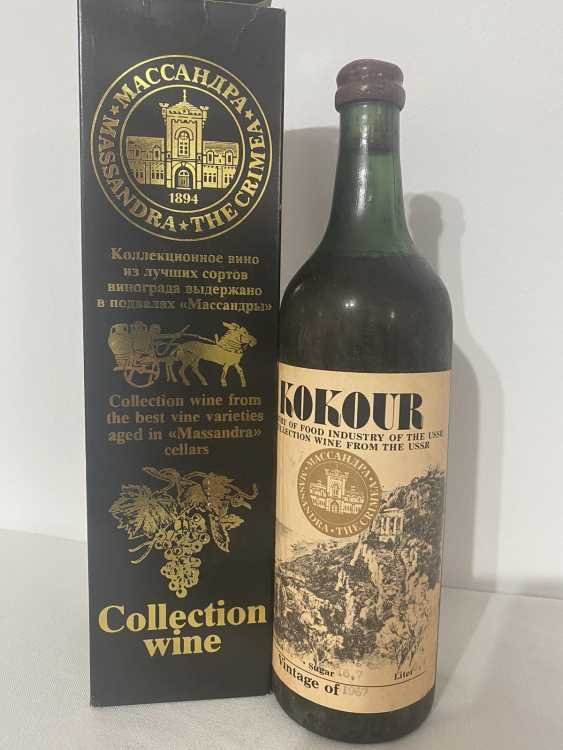 МАССАНДРА
MASSANDRA ★ THE CRIMEA
1894
Коллекционное вино
из лучших сортов
винограда выдержано
в подвалах «Массандры»
Collection wine from
the best vine varieties
aged in «Massandra»
cellars
Collection
wine
KOKOUR
OF FOOD INDUSTRY OF THE USSR
COLLECTION WINE FROM THE USSR
МАССАНДРА
MASSANDRA ★ THE CRIMEA
Sugar Liter
Vintage of 1967